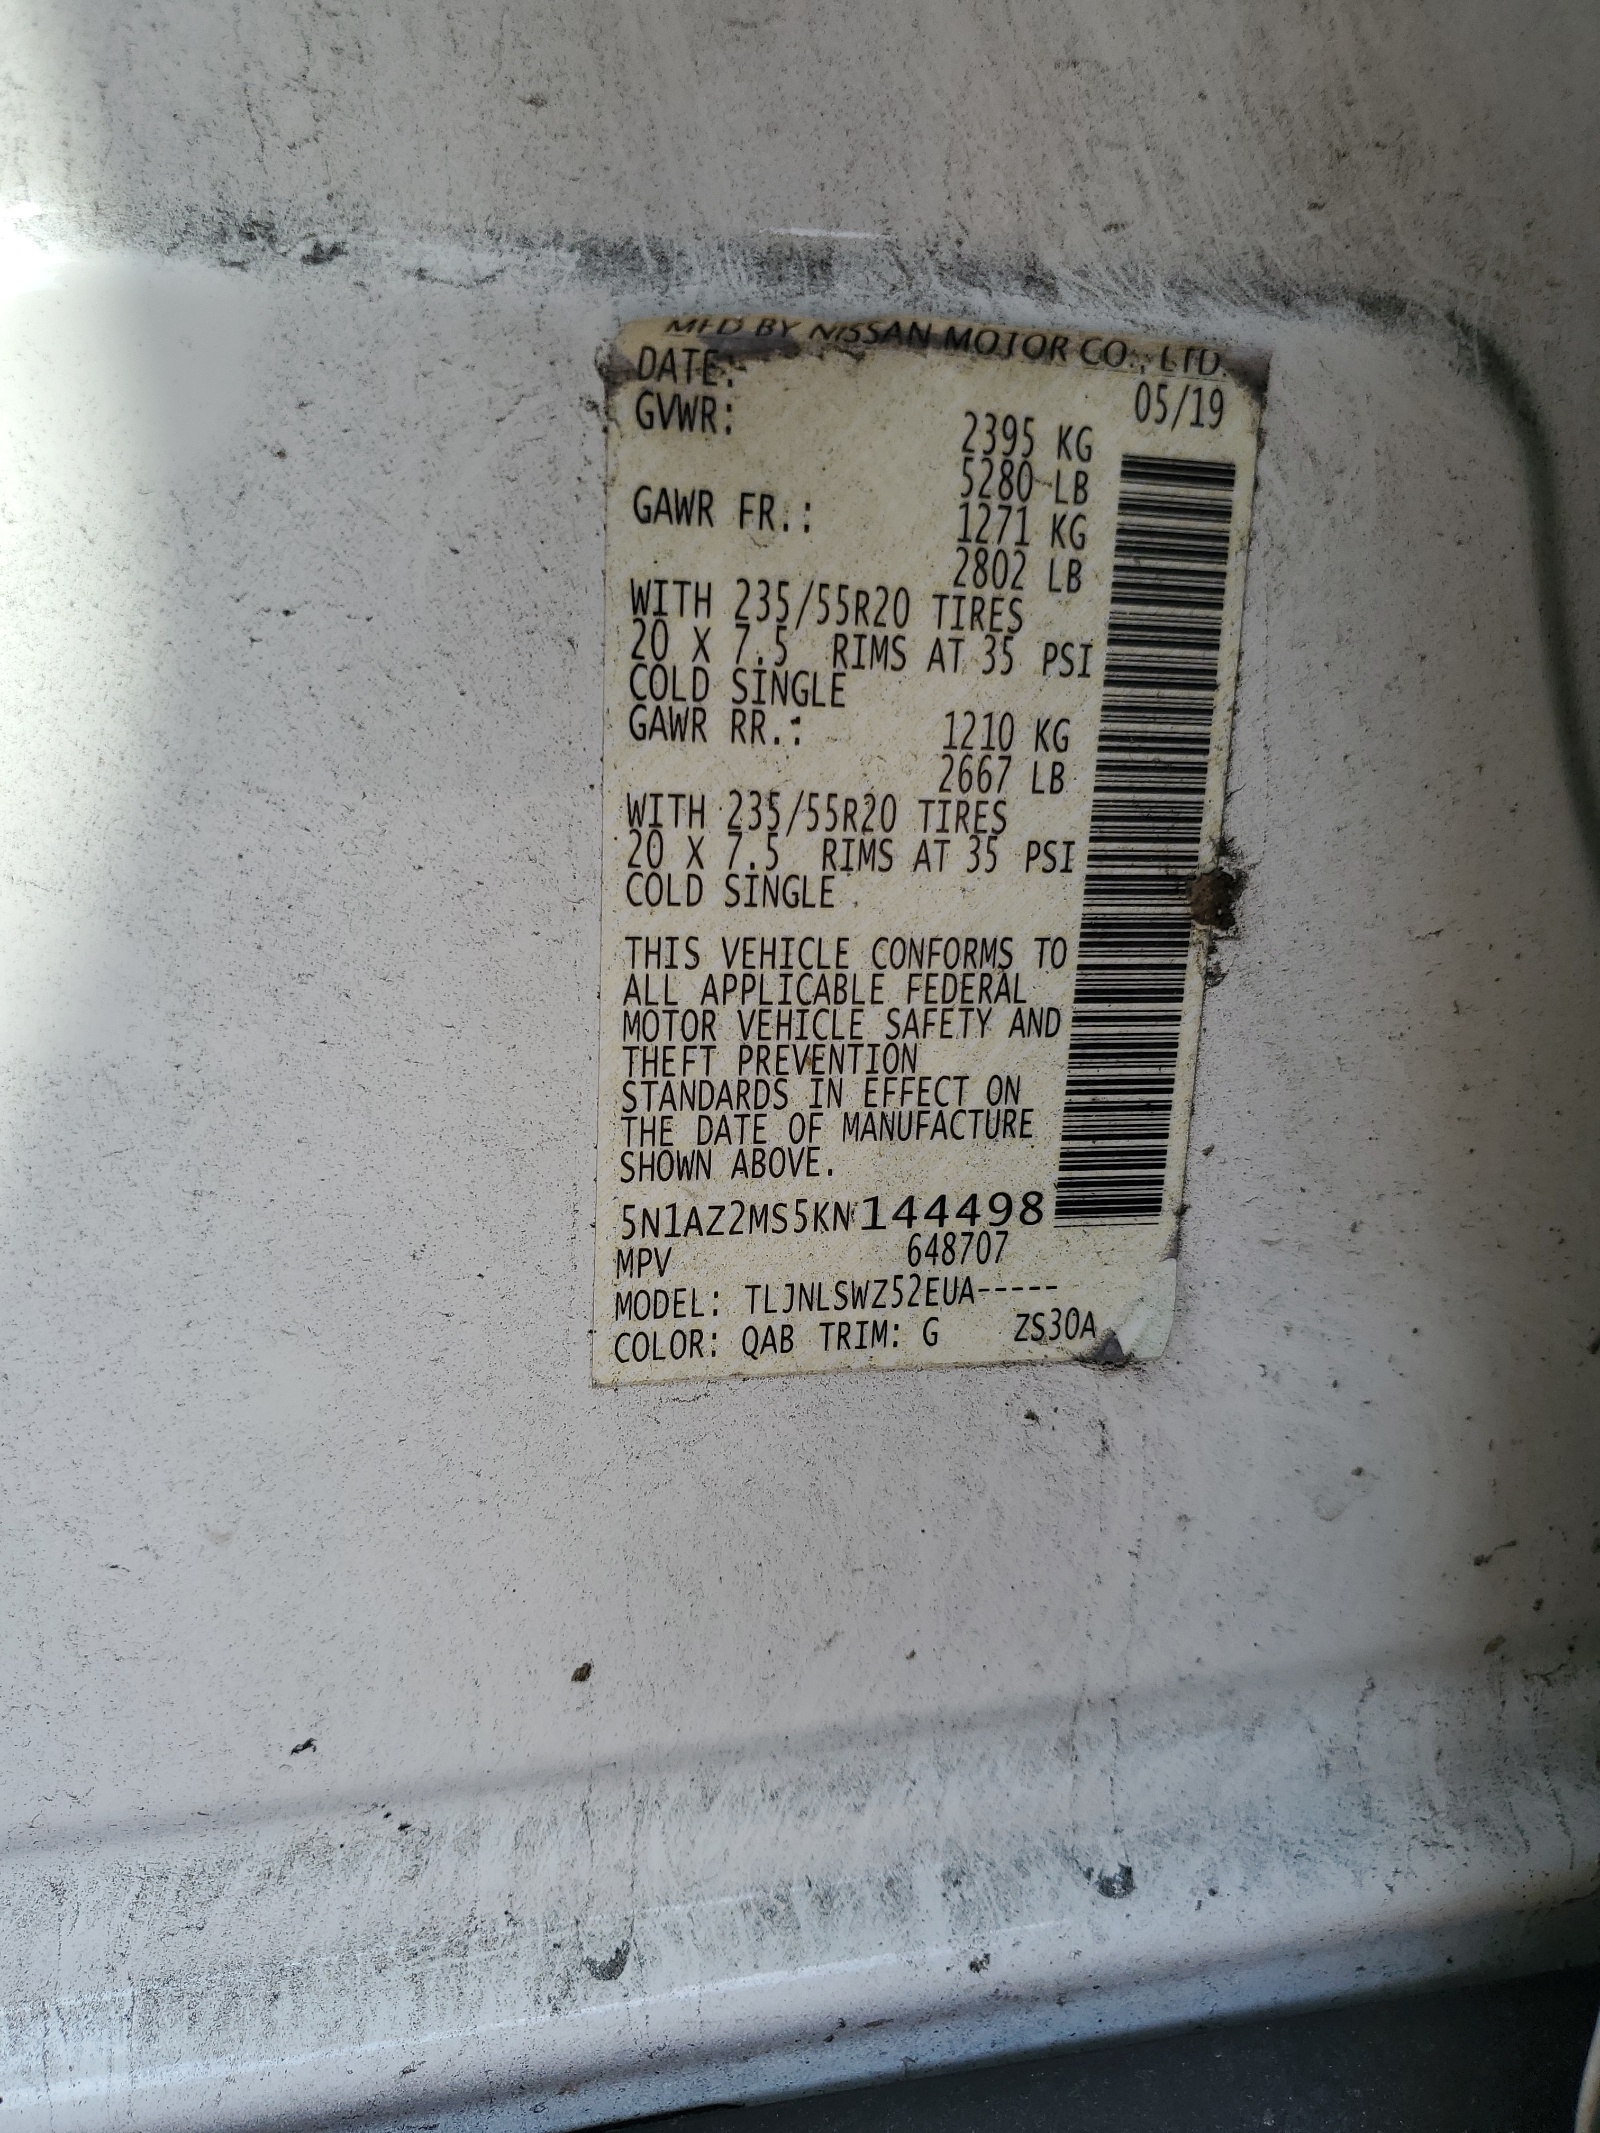 MFD BY NISSAN MOTOR CO., LTD.
DATE: 05/19
GVWR: 2395 KG
5280 LB
GAWR FR.: 1271 KG
2802 LB
WITH 235/55R20 TIRES
20 X 7.5 RIMS AT 35 PSI
COLD SINGLE
GAWR RR.: 1210 KG
2667 LB
WITH 235/55R20 TIRES
20 X 7.5 RIMS AT 35 PSI
COLD SINGLE
THIS VEHICLE CONFORMS TO
ALL APPLICABLE FEDERAL
MOTOR VEHICLE SAFETY AND
THEFT PREVENTION
STANDARDS IN EFFECT ON
THE DATE OF MANUFACTURE
SHOWN ABOVE.
5N1AZ2MS5KN144498
MPV 648707
MODEL: TLJNLSWZ52EUA-----
COLOR: QAB TRIM: G ZS30A